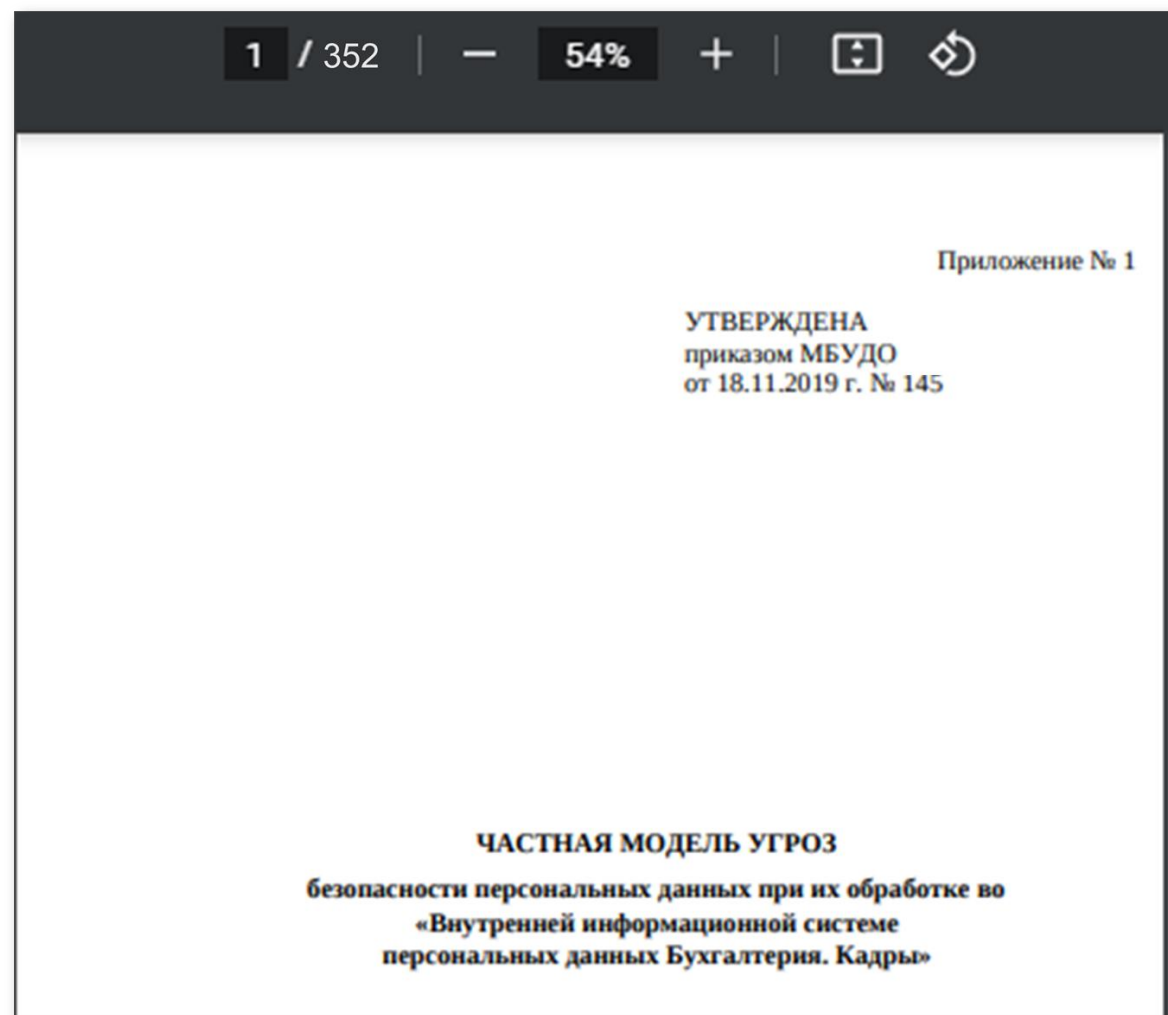 1 / 352 | — 54% + |
Приложение № 1
УТВЕРЖДЕНА
приказом МБУДО
от 18.11.2019 г. № 145
ЧАСТНАЯ МОДЕЛЬ УГРОЗ
безопасности персональных данных при их обработке во
«Внутренней информационной системе
персональных данных Бухгалтерия. Кадры»